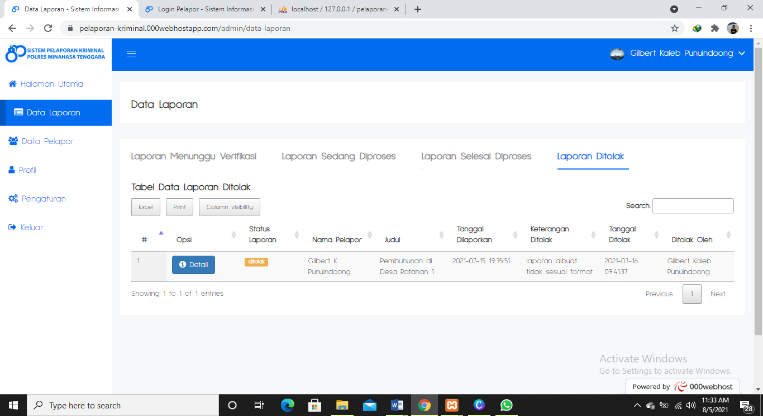 Data Laporan - Sistem Informas
Login Pelapor - Sistem Informasi
localhost / 127.0.0.1 / pelaporan-
pelaporan-kriminal.000webhostapp.com/admin/data-laporan
SISTEM PELAPORAN KRIMINAL
POLRES MINAHASA TENGGARA
Gilbert Kaleb Punuindoong
Halaman Utama
Data Laporan
Data Pelapor
Profil
Pengaturan
Keluar
Data Laporan
Laporan Menunggu Verifikasi
Laporan Sedang Diproses
Laporan Selesai Diproses
Laporan Ditolak
Tabel Data Laporan Ditolak
Excel
Print
Column visibility
Search:
# Opsi Status Laporan Nama Pelapor Judul Tanggal Dilaporkan Keterangan Ditolak Tanggal Ditolak Ditolak Oleh
1 Detail ditolak Gilbert K Punuindoong Pembunuhan di Desa Ratahan 1 2021-07-15 19:35:51 laporan dibuat tidak sesuai format 2021-07-16 09:41:37 Gilbert Kaleb Punuindoong
Showing 1 to 1 of 1 entries
Previous 1 Next
Activate Windows
Go to Settings to activate Windows.
Powered by 000webhost
Type here to search
11:33 AM
8/5/2021
28